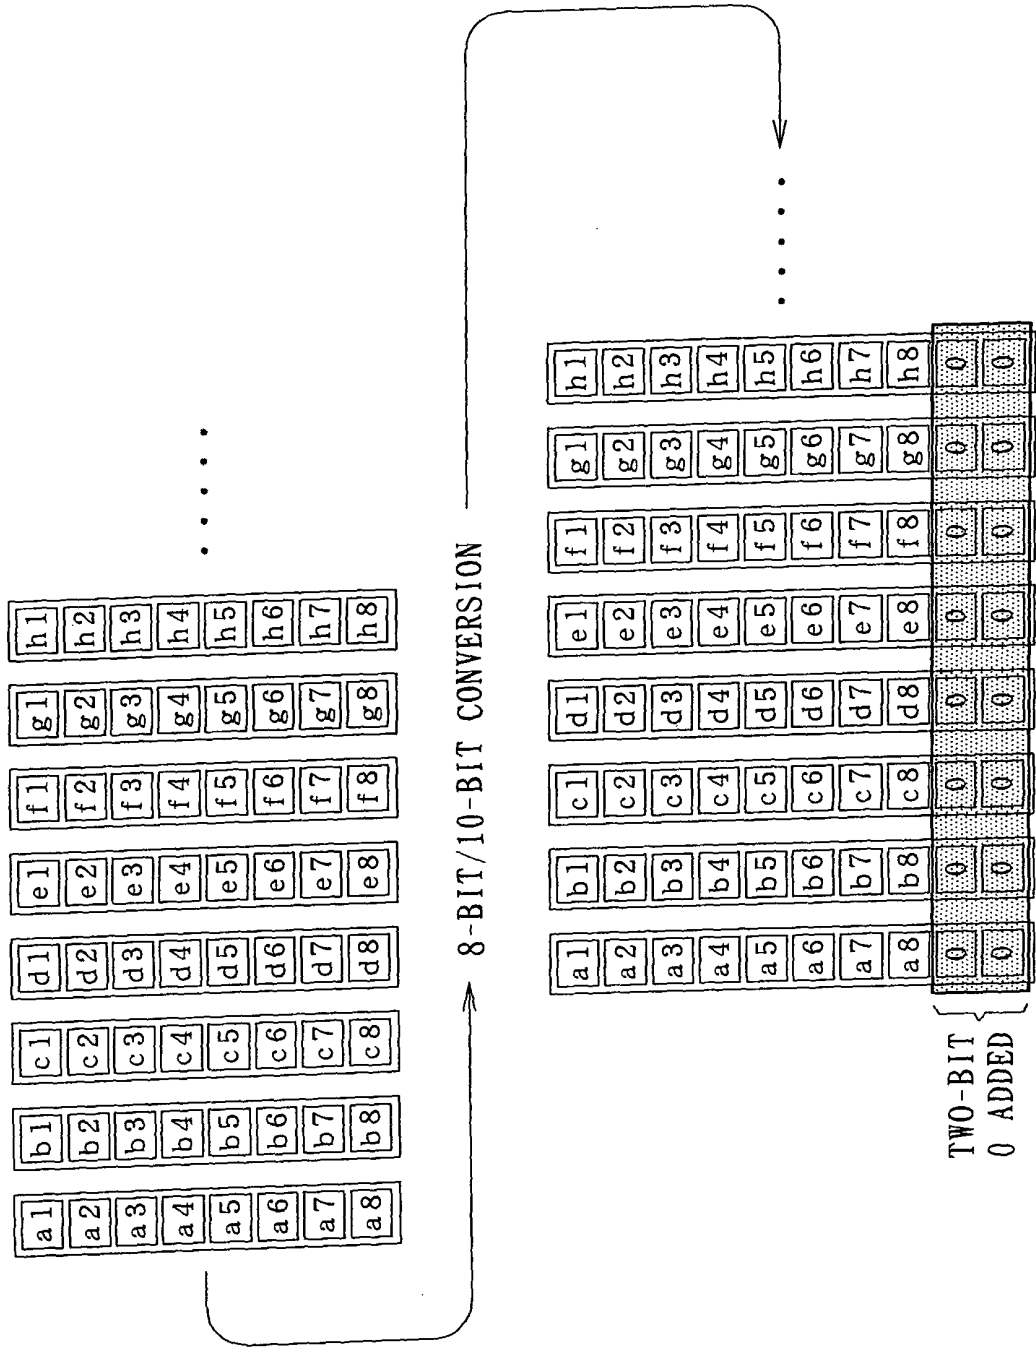 a1 b1 c1 d1 e1 f1 g1 h1
a2 b2 c2 d2 e2 f2 g2 h2
a3 b3 c3 d3 e3 f3 g3 h3
a4 b4 c4 d4 e4 f4 g4 h4
a5 b5 c5 d5 e5 f5 g5 h5
a6 b6 c6 d6 e6 f6 g6 h6
a7 b7 c7 d7 e7 f7 g7 h7
a8 b8 c8 d8 e8 f8 g8 h8
8-BIT/10-BIT CONVERSION
a1 b1 c1 d1 e1 f1 g1 h1
a2 b2 c2 d2 e2 f2 g2 h2
a3 b3 c3 d3 e3 f3 g3 h3
a4 b4 c4 d4 e4 f4 g4 h4
a5 b5 c5 d5 e5 f5 g5 h5
a6 b6 c6 d6 e6 f6 g6 h6
a7 b7 c7 d7 e7 f7 g7 h7
a8 b8 c8 d8 e8 f8 g8 h8
0 0 0 0 0 0 0 0
0 0 0 0 0 0 0 0
TWO-BIT
0 ADDED